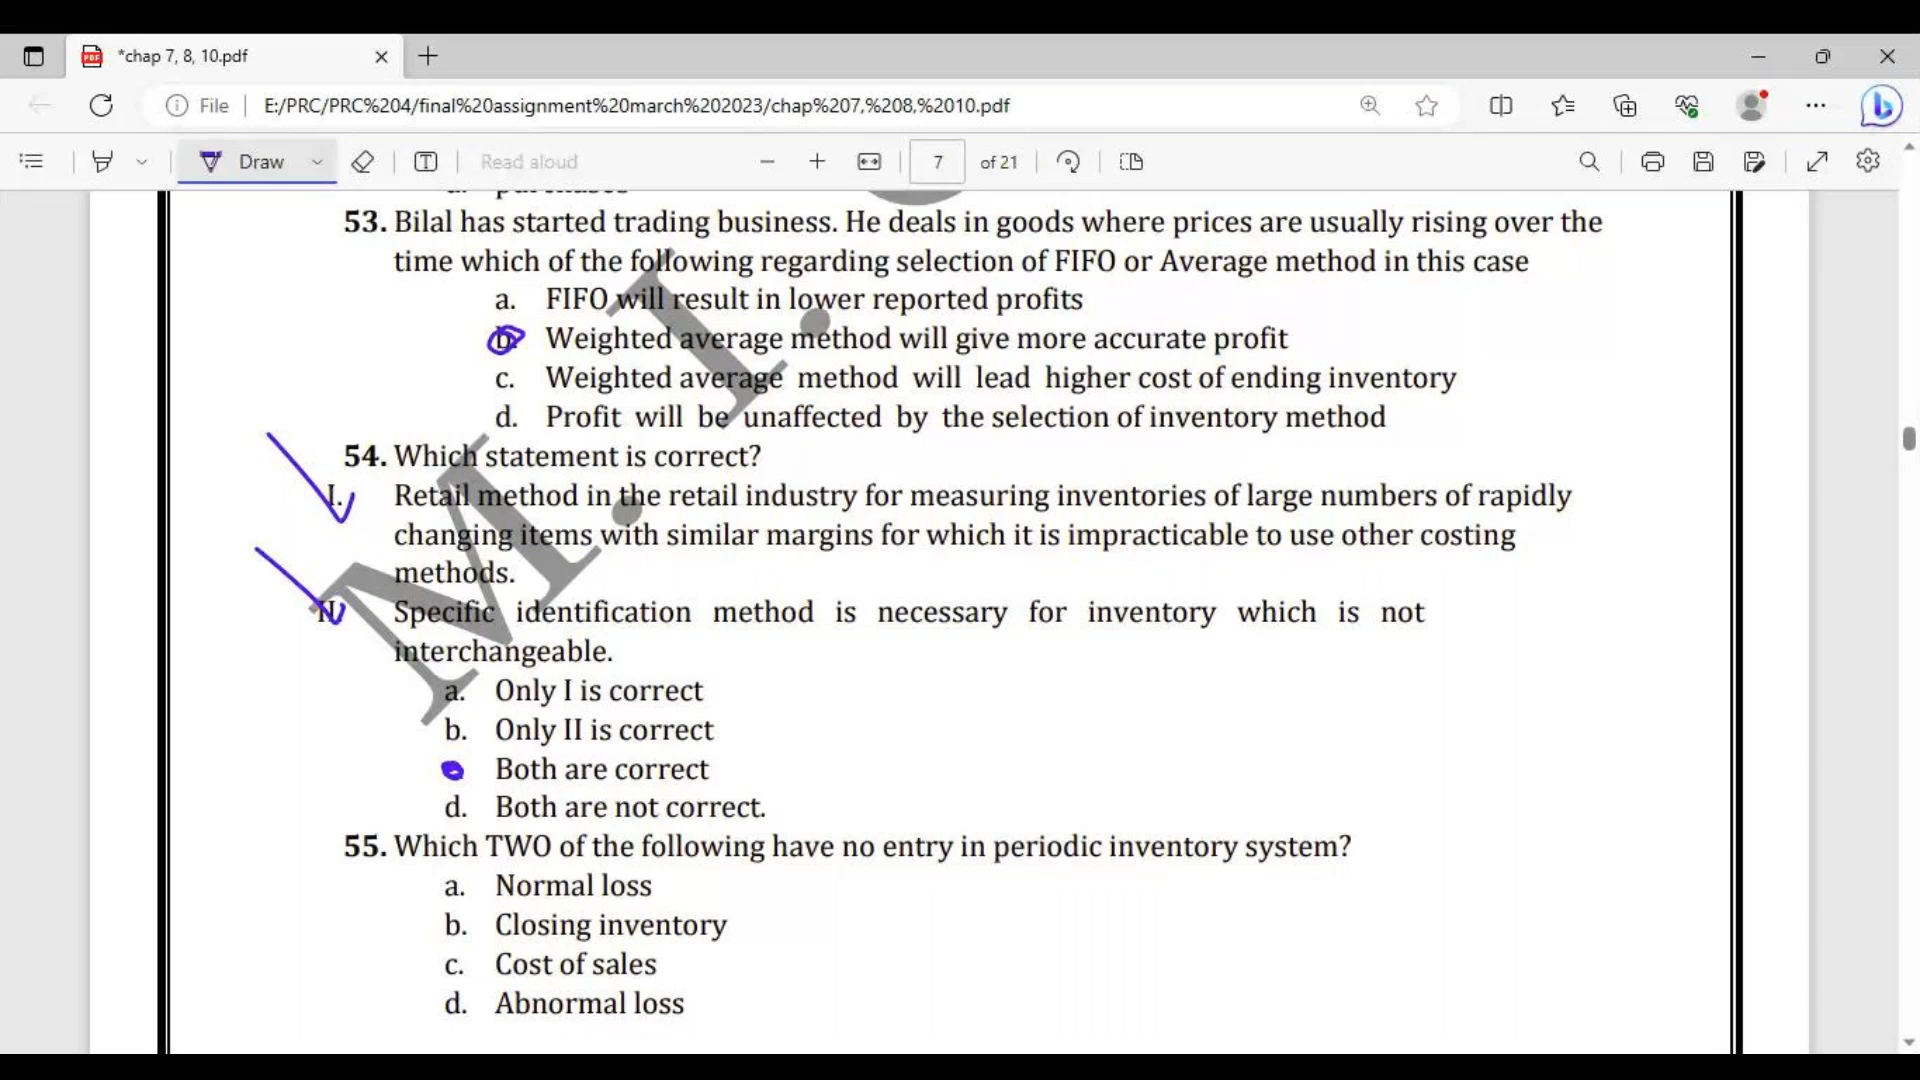 *chap 7, 8, 10.pdf
File E:/PRC/PRC%204/final%20assignment%20march%202023/chap%207,%208,%2010.pdf
Draw Read aloud 7 of 21
53. Bilal has started trading business. He deals in goods where prices are usually rising over the
time which of the following regarding selection of FIFO or Average method in this case
a. FIFO will result in lower reported profits
b. Weighted average method will give more accurate profit
c. Weighted average method will lead higher cost of ending inventory
d. Profit will be unaffected by the selection of inventory method
54. Which statement is correct?
I. Retail method in the retail industry for measuring inventories of large numbers of rapidly
changing items with similar margins for which it is impracticable to use other costing
methods.
II. Specific identification method is necessary for inventory which is not
interchangeable.
a. Only I is correct
b. Only II is correct
Both are correct
d. Both are not correct.
55. Which TWO of the following have no entry in periodic inventory system?
a. Normal loss
b. Closing inventory
c. Cost of sales
d. Abnormal loss
M.I.